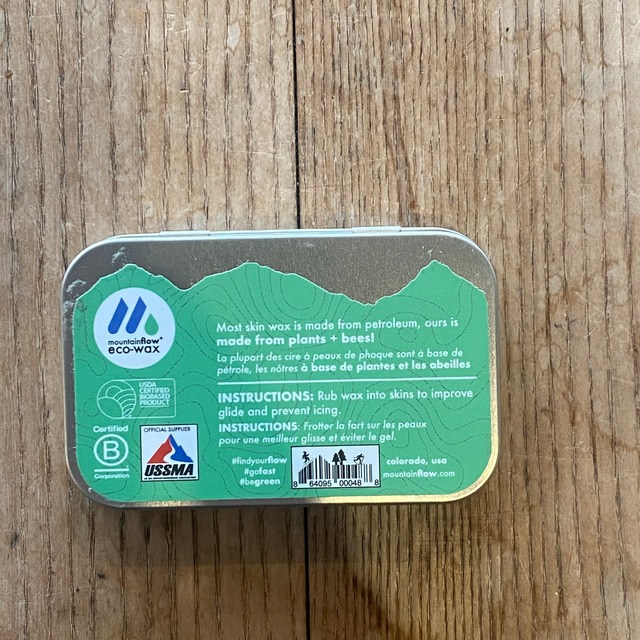 Most skin wax is made from petroleum, ours is
made from plants + bees!
La plupart des cire à peaux de phoque sont à base de
pétrole, les nôtres à base de plantes et les abeilles
mountainflow®
eco-wax
USDA
CERTIFIED
BIOBASED
PRODUCT
INSTRUCTIONS: Rub wax into skins to improve
glide and prevent icing.
INSTRUCTIONS: Frotter la fart sur les peaux
pour une meilleur glisse et éviter le gel.
Certified
B
Corporation
OFFICIAL SUPPLIER
USSMA
#findyourflow
#gofast
#begreen
8 64095 00048 8
colorado, usa
mountainflow.com